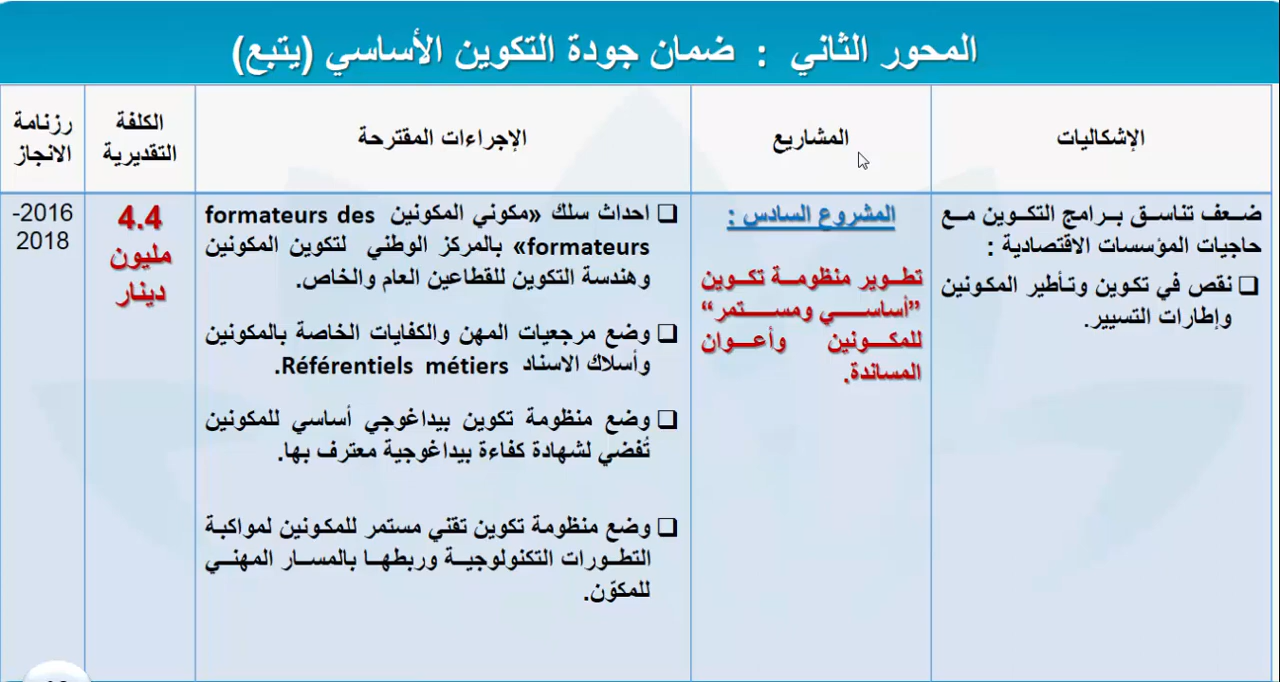 المحور الثاني : ضمان جودة التكوين الأساسي (يتبع)
الإشكاليات
المشاريع
الإجراءات المقترحة
الكلفة
التقديرية
رزنامة
الانجاز
ضعف تناسق برامج التكوين مع
حاجيات المؤسسات الاقتصادية :
❑ نقص في تكوين وتأطير المكونين
وإطارات التسيير.
المشروع السادس :
تطوير منظومة تكوين
"أساسي ومستمر"
للمكونين وأعوان
المساندة.
❑ احداث سلك «مكوني المكونين formateurs des
formateurs» بالمركز الوطني لتكوين المكونين
وهندسة التكوين للقطاعين العام والخاص.
❑ وضع مرجعيات المهن والكفايات الخاصة بالمكونين
وأسلاك الاسناد Référentiels métiers.
❑ وضع منظومة تكوين بيداغوجي أساسي للمكونين
تُفضي لشهادة كفاءة بيداغوجية معترف بها.
❑ وضع منظومة تكوين تقني مستمر للمكونين لمواكبة
التطورات التكنولوجية وربطها بالمسار المهني
للمكوّن.
4.4
مليون
دينار
2016-
2018